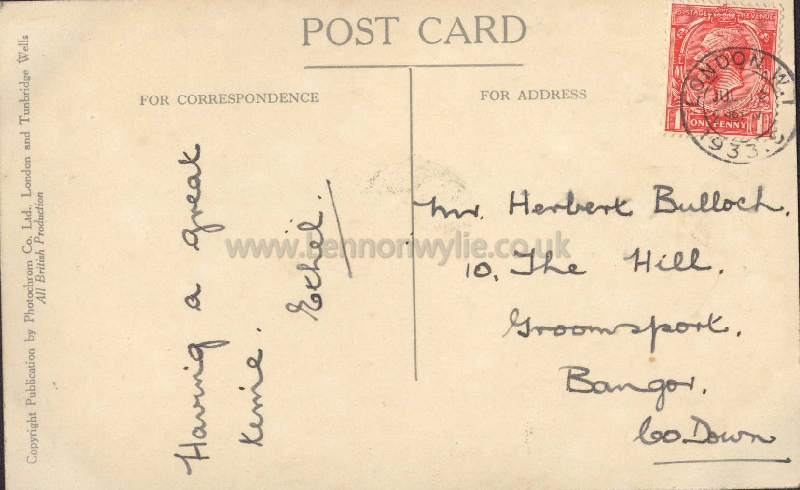 POST CARD
FOR CORRESPONDENCE
FOR ADDRESS
Having a great
time.
Ethel.
Mr. Herbert Bulloch.
10, The Hill.
Groomsport.
Bangor.
Co Down
Copyright Publication by Photochrom Co. Ltd., London and Tunbridge Wells
All British Production
POSTAGE REVENUE
ONE PENNY
LONDON. W.1
JUL
1933
www.lennonwylie.co.uk